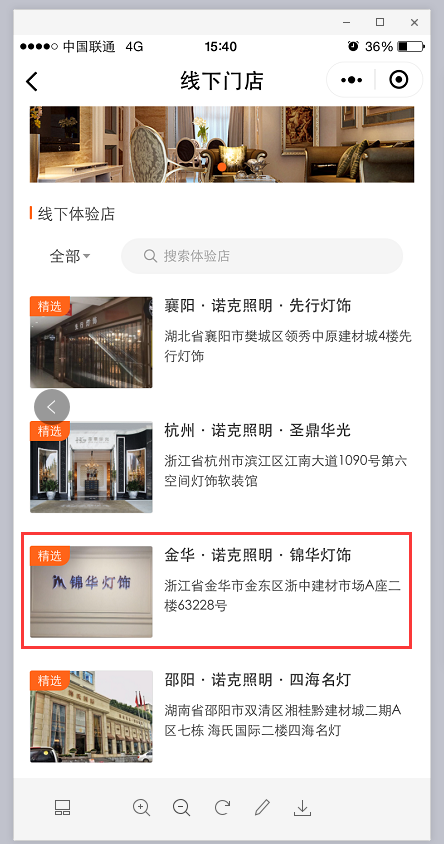 中国联通 4G 15:40 36%
线下门店
线下体验店
全部 搜索体验店
精选
襄阳·诺克照明·先行灯饰
湖北省襄阳市樊城区领秀中原建材城4楼先
行灯饰
精选
杭州·诺克照明·圣鼎华光
浙江省杭州市滨江区江南大道1090号第六
空间灯饰软装馆
精选
锦华灯饰
金华·诺克照明·锦华灯饰
浙江省金华市金东区浙中建材市场A座二
楼63228号
精选
邵阳·诺克照明·四海名灯
湖南省邵阳市双清区湘桂黔建材城二期A
区七栋 海氏国际二楼四海名灯